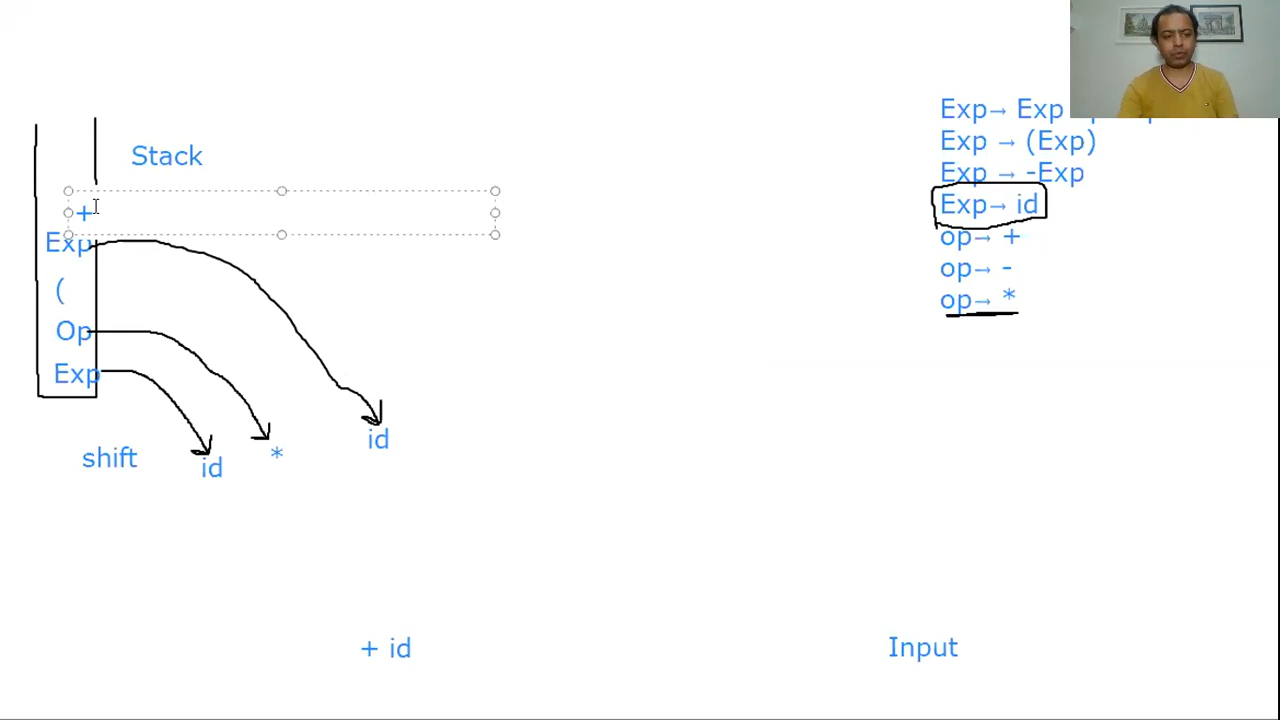 Stack
+
Exp
(
Op
Exp
shift
id
*
id
Exp→ Exp
Exp → (Exp)
Exp → -Exp
Exp→ id
op→ +
op→ -
op→ *
+ id
Input